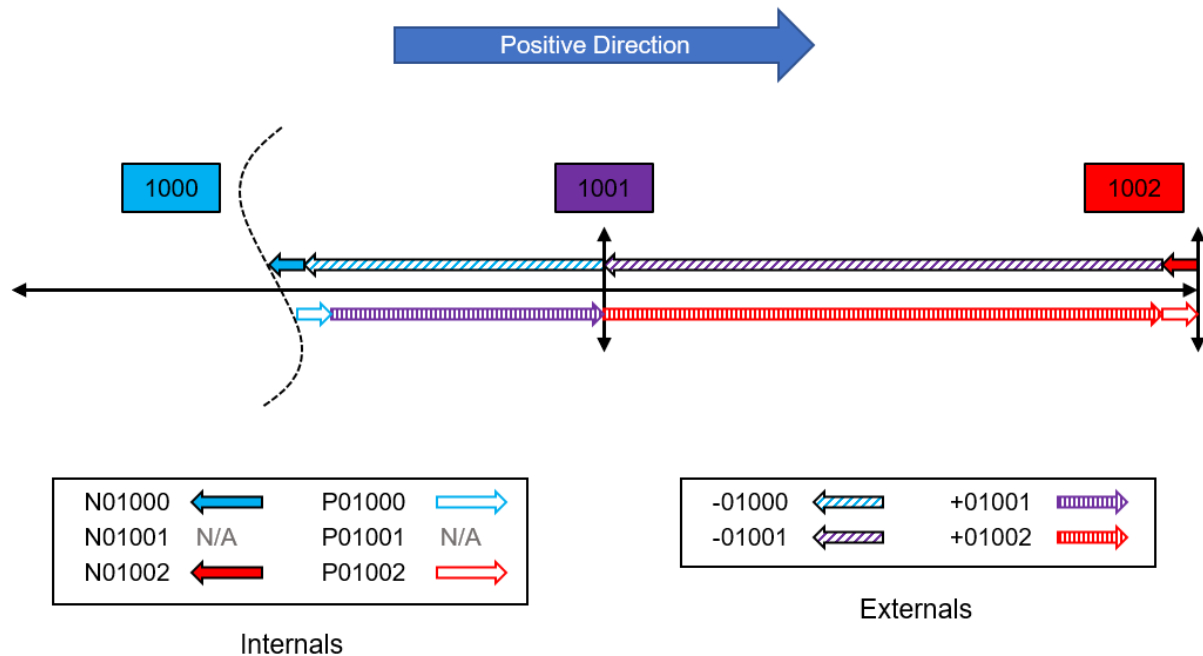 Positive Direction
1000
1001
1002
N01000
P01000
N01001 N/A
P01001 N/A
N01002
P01002
Internals
-01000
+01001
-01001
+01002
Externals